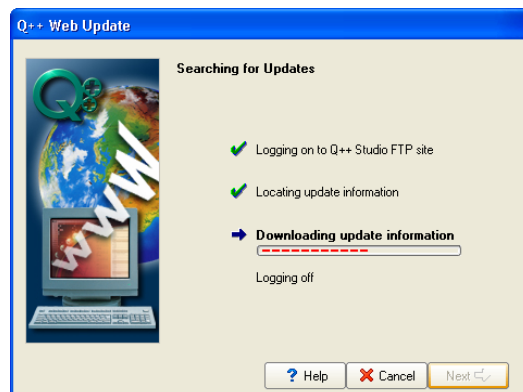 Q++ Web Update
Searching for Updates
Q++
WWW
Logging on to Q++ Studio FTP site
Locating update information
Downloading update information
Logging off
? Help
Cancel
Next